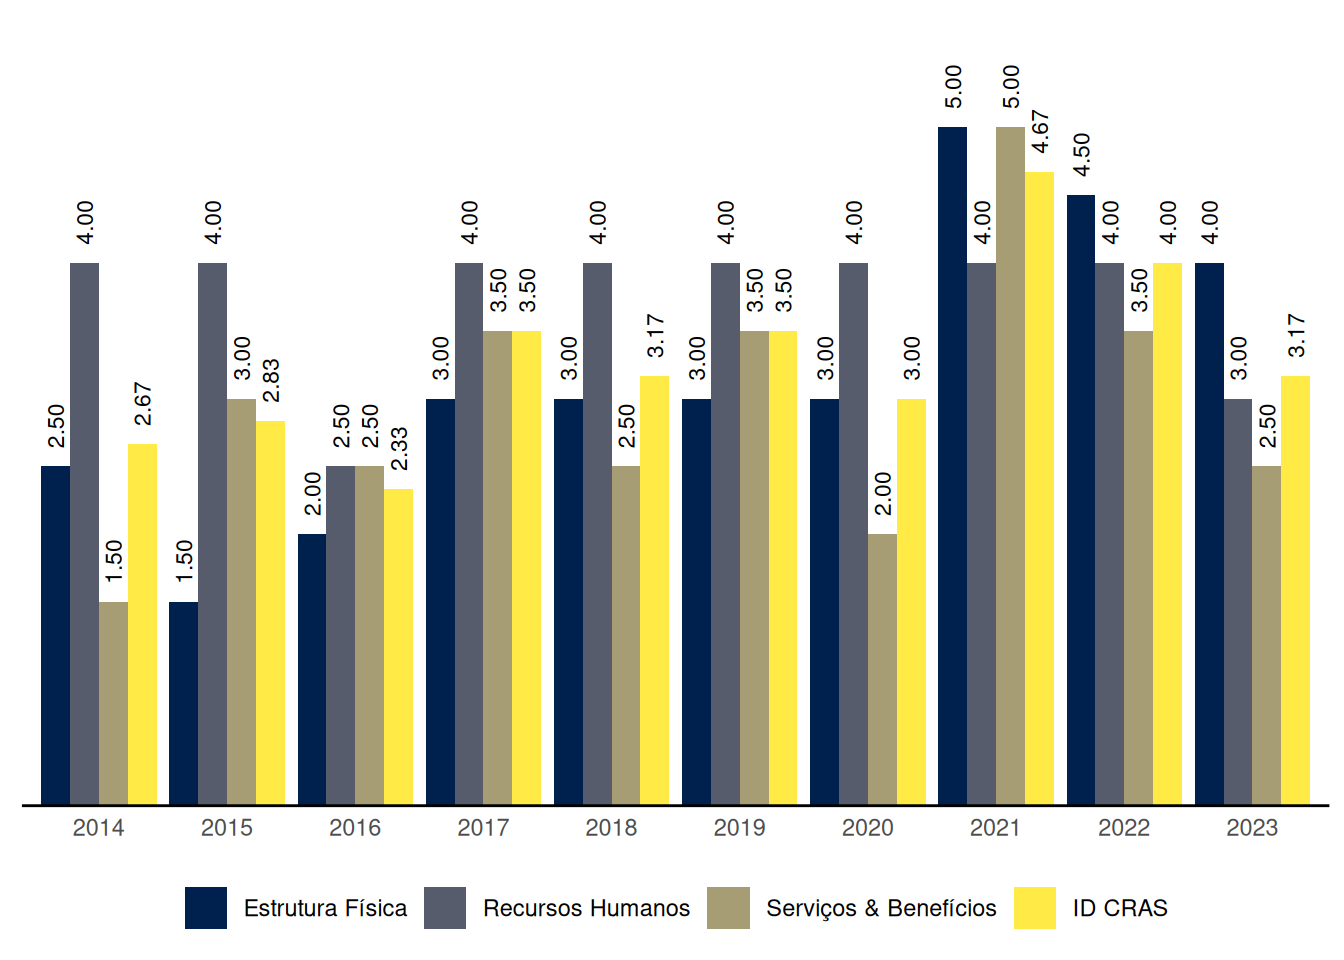 5.00 5.00
4.67
4.50
4.00 4.00 4.00 4.00 4.00 4.00 4.00 4.00 4.00 4.00
3.50 3.50 3.50 3.50 3.50
3.17 3.17
3.00 3.00 3.00 3.00 3.00 3.00 3.00
2.83
2.67
2.50 2.50 2.50 2.50 2.50
2.33
2.00 2.00
1.50 1.50
2014 2015 2016 2017 2018 2019 2020 2021 2022 2023
Estrutura Física Recursos Humanos Serviços & Benefícios ID CRAS